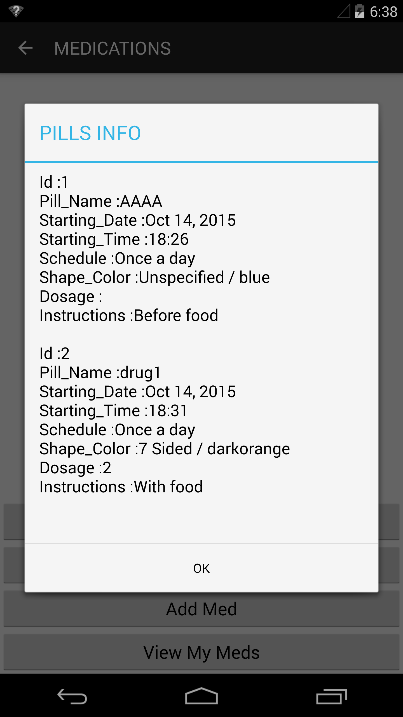 6:38
MEDICATIONS
PILLS INFO
Id :1
Pill_Name :AAAA
Starting_Date :Oct 14, 2015
Starting_Time :18:26
Schedule :Once a day
Shape_Color :Unspecified / blue
Dosage :
Instructions :Before food
Id :2
Pill_Name :drug1
Starting_Date :Oct 14, 2015
Starting_Time :18:31
Schedule :Once a day
Shape_Color :7 Sided / darkorange
Dosage :2
Instructions :With food
OK
Add Med
View My Meds